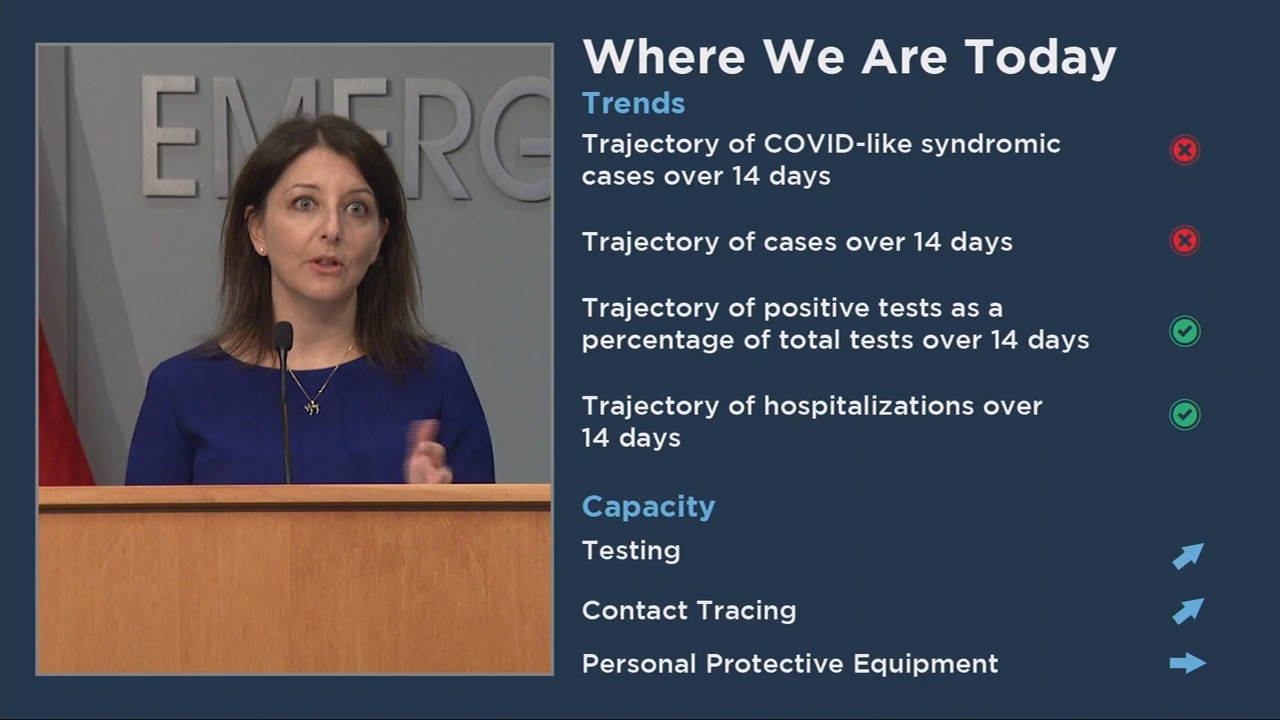 EMERG
Where We Are Today
Trends
Trajectory of COVID-like syndromic
cases over 14 days
Trajectory of cases over 14 days
Trajectory of positive tests as a
percentage of total tests over 14 days
Trajectory of hospitalizations over
14 days
Capacity
Testing
Contact Tracing
Personal Protective Equipment